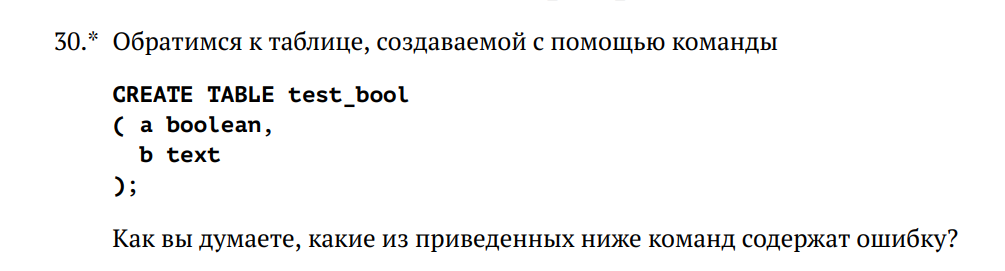 30.* Обратимся к таблице, создаваемой с помощью команды
CREATE TABLE test_bool
( a boolean,
b text
);
Как вы думаете, какие из приведенных ниже команд содержат ошибку?